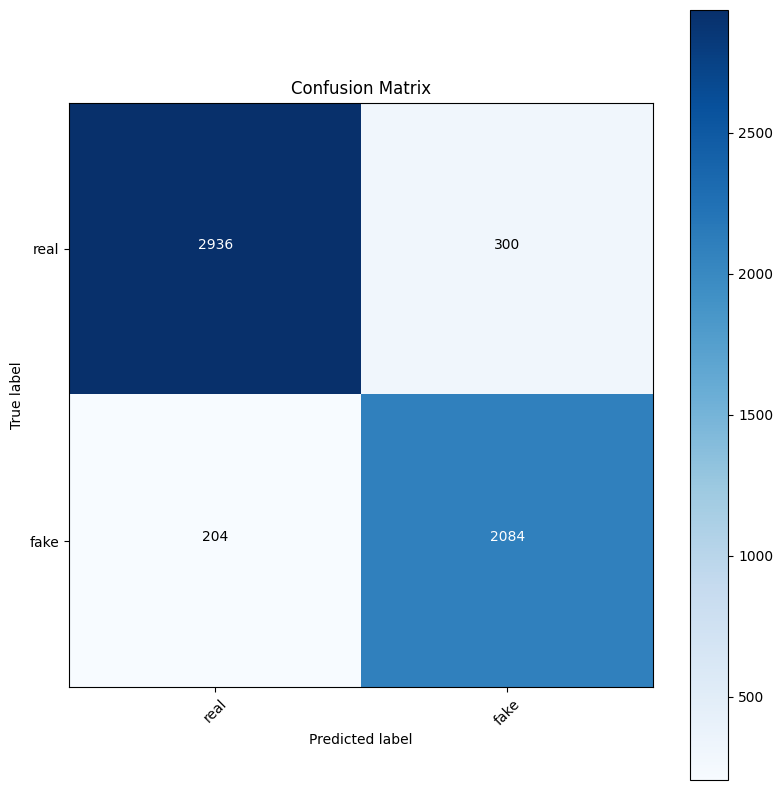 Confusion Matrix
2500
2936
300
real
2000
1500
True label
204
2084
fake
1000
500
real
fake
Predicted label